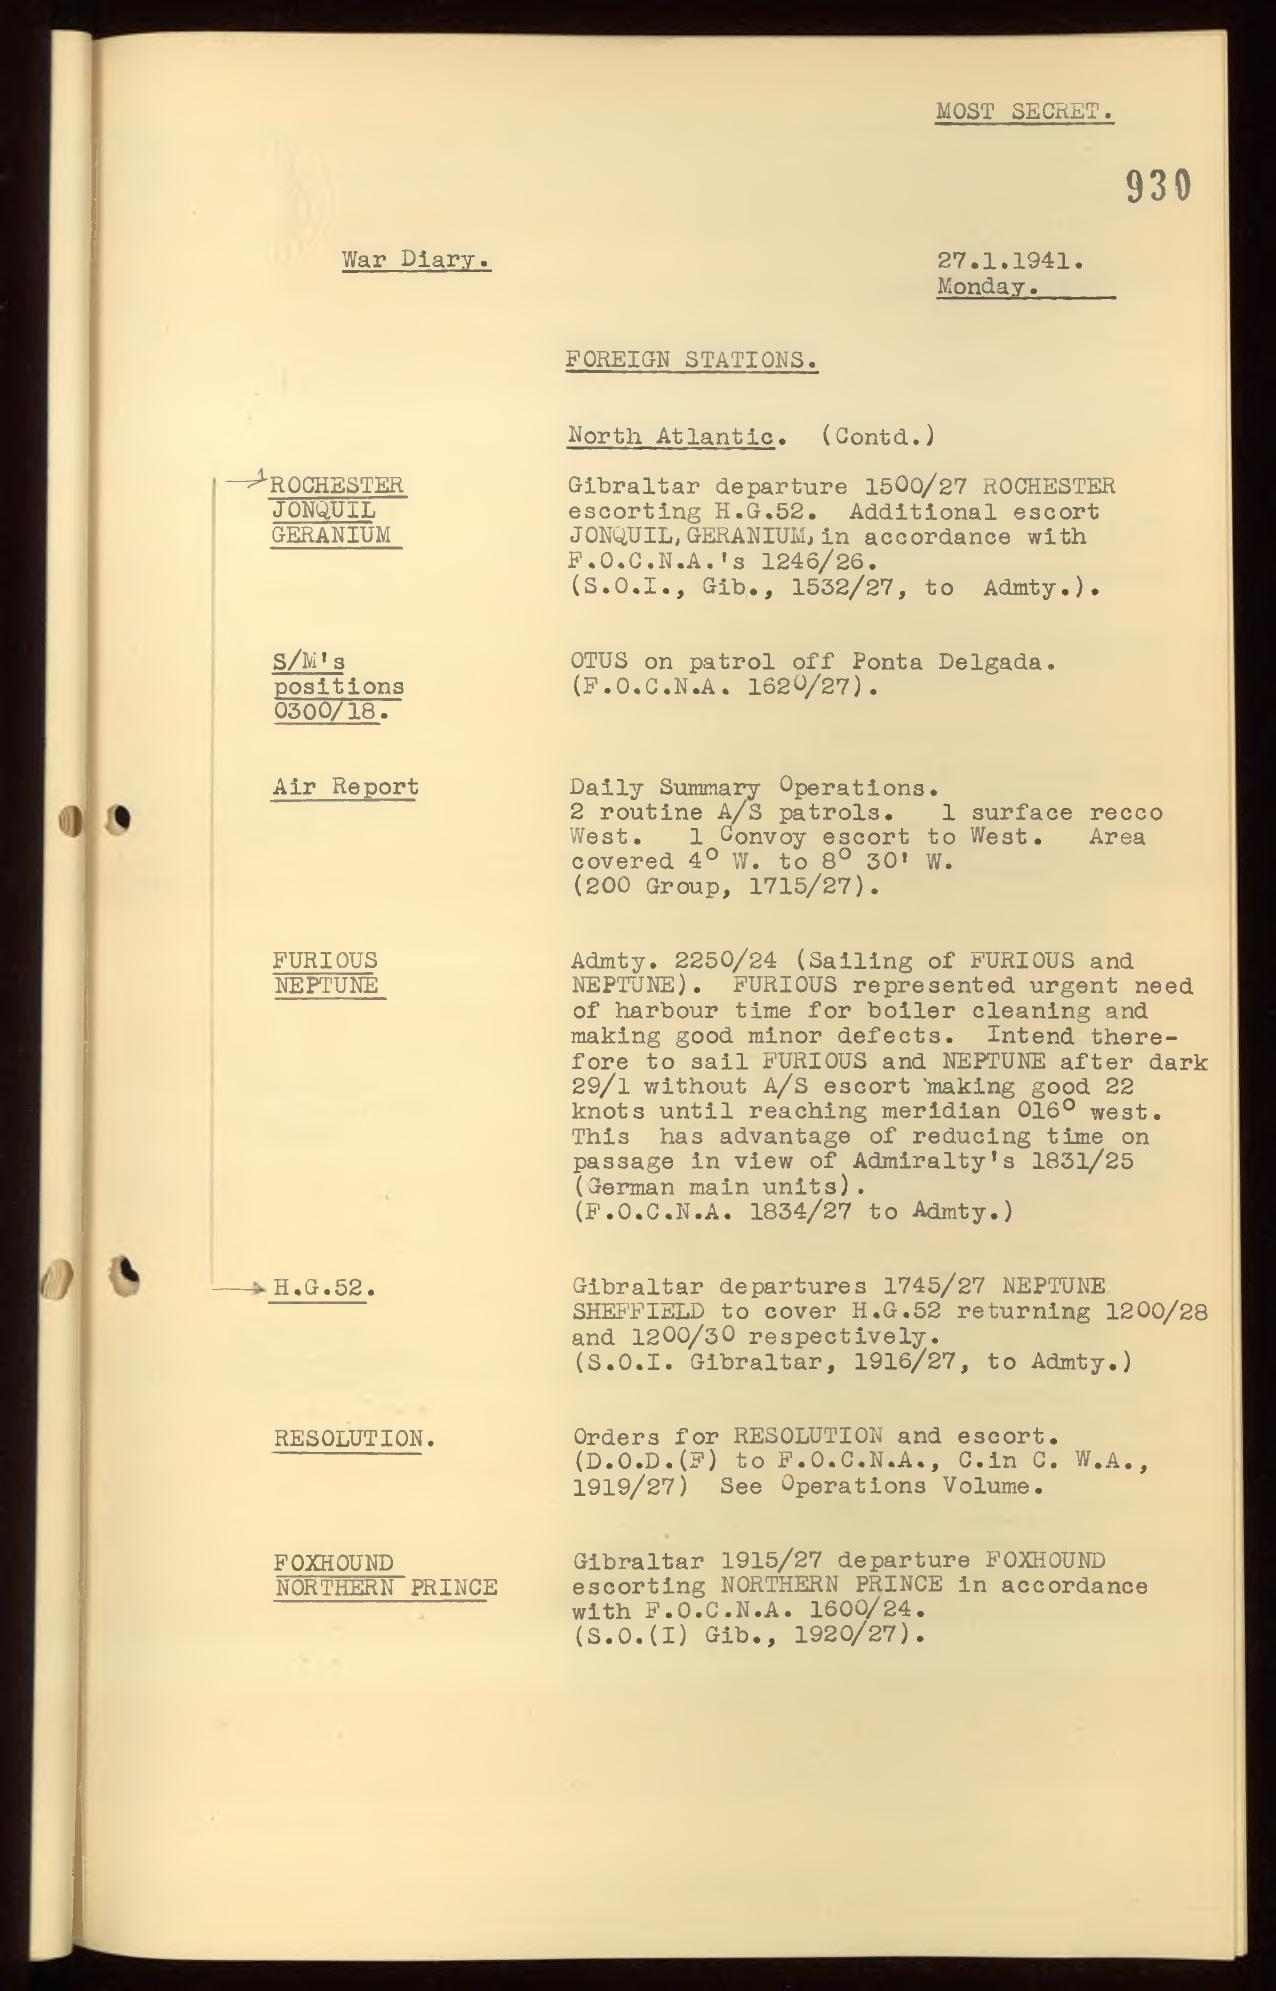 MOST SECRET.
930
War Diary.
27.1.1941.
Monday.
FOREIGN STATIONS.
North Atlantic. (Contd.)
ROCHESTER
JONQUIL
GERANIUM
Gibraltar departure 1500/27 ROCHESTER
escorting H.G.52. Additional escort
JONQUIL, GERANIUM, in accordance with
F.O.C.N.A.'s 1246/26.
(S.O.I., Gib., 1532/27, to Admty.).
S/M's
positions
0300/18.
OTUS on patrol off Ponta Delgada.
(F.O.C.N.A. 1620/27).
Air Report
Daily Summary Operations.
2 routine A/S patrols. 1 surface recco
West. 1 Convoy escort to West. Area
covered 4° W. to 8° 30' W.
(200 Group, 1715/27).
FURIOUS
NEPTUNE
Admty. 2250/24 (Sailing of FURIOUS and
NEPTUNE). FURIOUS represented urgent need
of harbour time for boiler cleaning and
making good minor defects. Intend there-
fore to sail FURIOUS and NEPTUNE after dark
29/1 without A/S escort making good 22
knots until reaching meridian 016° west.
This has advantage of reducing time on
passage in view of Admiralty's 1831/25
(German main units).
(F.O.C.N.A. 1834/27 to Admty.)
H.G.52.
Gibraltar departures 1745/27 NEPTUNE
SHEFFIELD to cover H.G.52 returning 1200/28
and 1200/30 respectively.
(S.O.I. Gibraltar, 1916/27, to Admty.)
RESOLUTION.
Orders for RESOLUTION and escort.
(D.O.D.(F) to F.O.C.N.A., C.in C. W.A.,
1919/27) See Operations Volume.
FOXHOUND
NORTHERN PRINCE
Gibraltar 1915/27 departure FOXHOUND
escorting NORTHERN PRINCE in accordance
with F.O.C.N.A. 1600/24.
(S.O.(I) Gib., 1920/27).